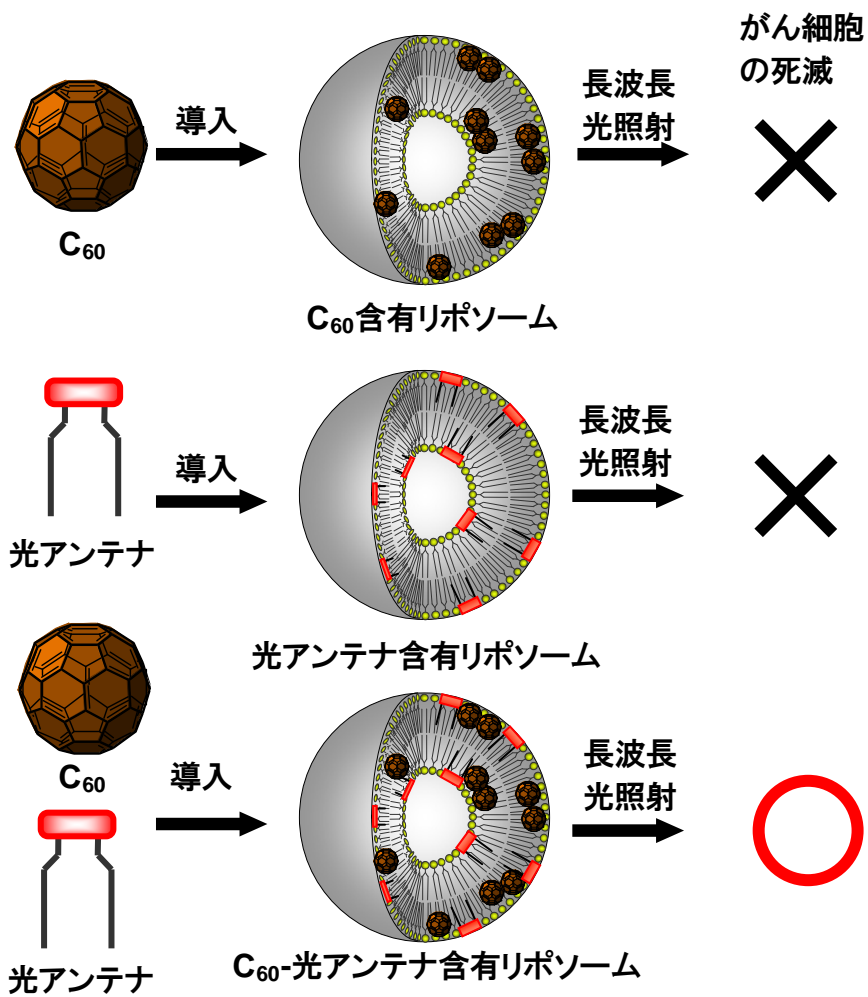 がん細胞
の死滅
導入
長波長
光照射
C₆₀
C₆₀含有リポソーム
導入
長波長
光照射
光アンテナ
光アンテナ含有リポソーム
C₆₀
導入
長波長
光照射
光アンテナ
C₆₀-光アンテナ含有リポソーム